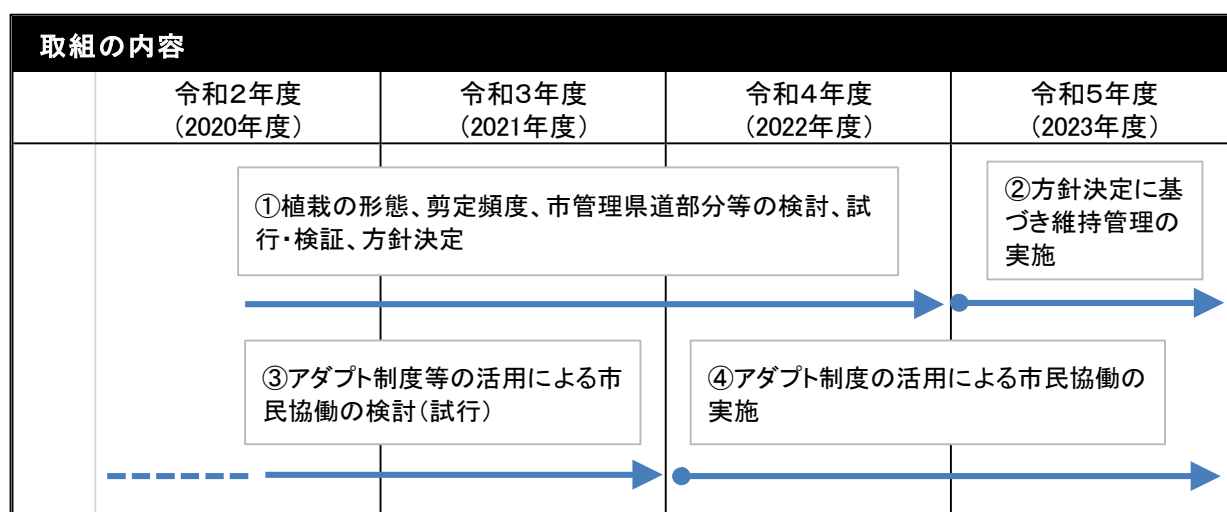 取組の内容
令和２年度
（2020年度）
令和３年度
（2021年度）
令和４年度
（2022年度）
令和５年度
（2023年度）
①植栽の形態、剪定頻度、市管理県道部分等の検討、試
行・検証、方針決定
②方針決定に基
づき維持管理の
実施
③アダプト制度等の活用による市
民協働の検討（試行）
④アダプト制度の活用による市民協働の
実施